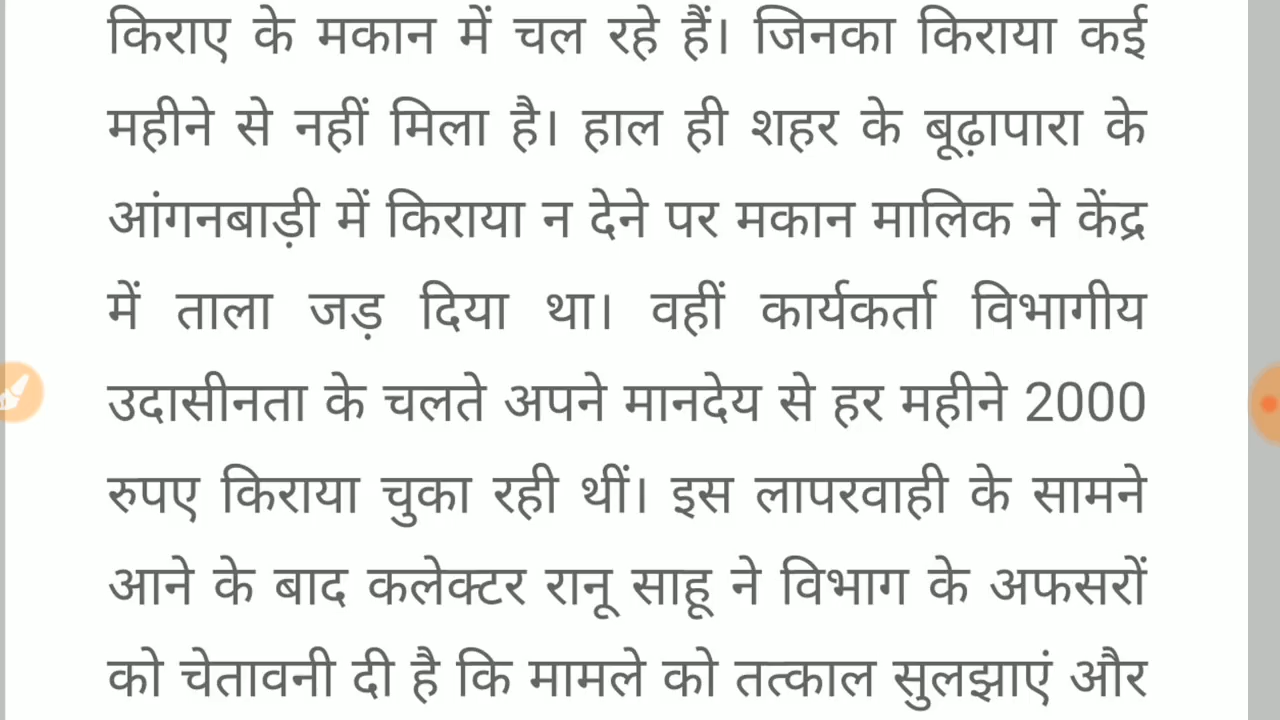 किराए के मकान में चल रहे हैं। जिनका किराया कई
महीने से नहीं मिला है। हाल ही शहर के बूढ़ापारा के
आंगनबाड़ी में किराया न देने पर मकान मालिक ने केंद्र
में ताला जड़ दिया था। वहीं कार्यकर्ता विभागीय
उदासीनता के चलते अपने मानदेय से हर महीने 2000
रुपए किराया चुका रही थीं। इस लापरवाही के सामने
आने के बाद कलेक्टर रानू साहू ने विभाग के अफसरों
को चेतावनी दी है कि मामले को तत्काल सुलझाएं और